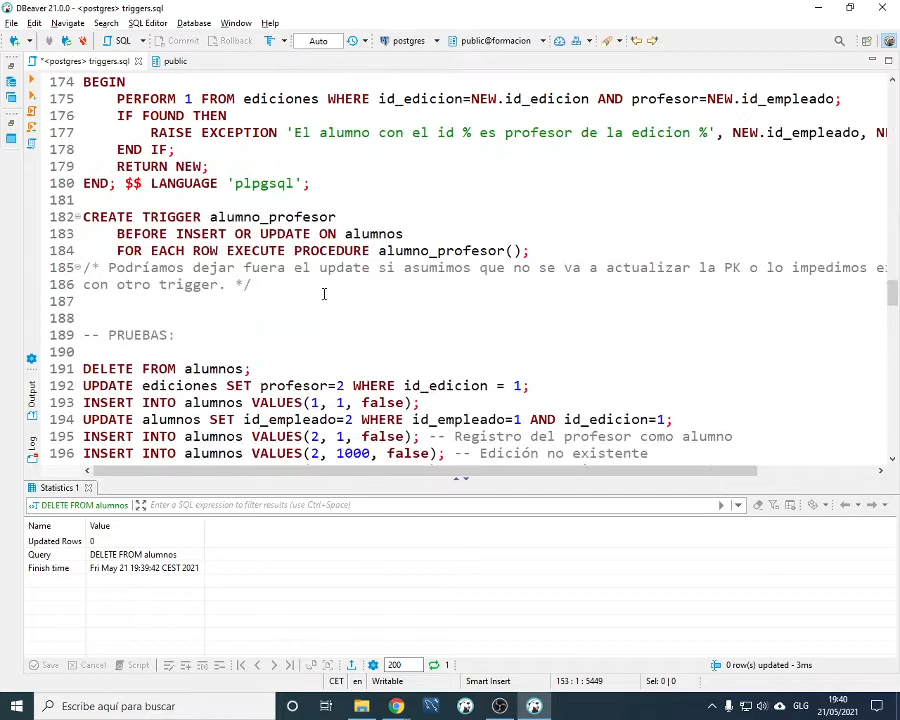 DBeaver 21.0.0 - <postgres> triggers.sql
File Edit Navigate Search SQL Editor Database Window Help
SQL Commit Rollback Auto postgres public@formacion
*<postgres> triggers.sql public
174 BEGIN
175 PERFORM 1 FROM ediciones WHERE id_edicion=NEW.id_edicion AND profesor=NEW.id_empleado;
176 IF FOUND THEN
177 RAISE EXCEPTION 'El alumno con el id % es profesor de la edicion %', NEW.id_empleado, NE
178 END IF;
179 RETURN NEW;
180 END; $$ LANGUAGE 'plpgsql';
181
182 CREATE TRIGGER alumno_profesor
183 BEFORE INSERT OR UPDATE ON alumnos
184 FOR EACH ROW EXECUTE PROCEDURE alumno_profesor();
185 /* Podríamos dejar fuera el update si asumimos que no se va a actualizar la PK o lo impedimos e
186 con otro trigger. */
187
188
189 -- PRUEBAS:
190
191 DELETE FROM alumnos;
192 UPDATE ediciones SET profesor=2 WHERE id_edicion = 1;
193 INSERT INTO alumnos VALUES(1, 1, false);
194 UPDATE alumnos SET id_empleado=2 WHERE id_empleado=1 AND id_edicion=1;
195 INSERT INTO alumnos VALUES(2, 1, false); -- Registro del profesor como alumno
196 INSERT INTO alumnos VALUES(2, 1000, false); -- Edición no existente
Output
Log
Statistics 1
DELETE FROM alumnos Enter a SQL expression to filter results (use Ctrl+Space)
Name Value
Updated Rows 0
Query DELETE FROM alumnos
Finish time Fri May 21 19:39:42 CEST 2021
Save Cancel Script 200 1 0 row(s) updated - 3ms
CET en Writable Smart Insert 153 : 1 : 5449 Sel: 0 | 0
Escribe aquí para buscar
GLG
19:40
21/05/2021